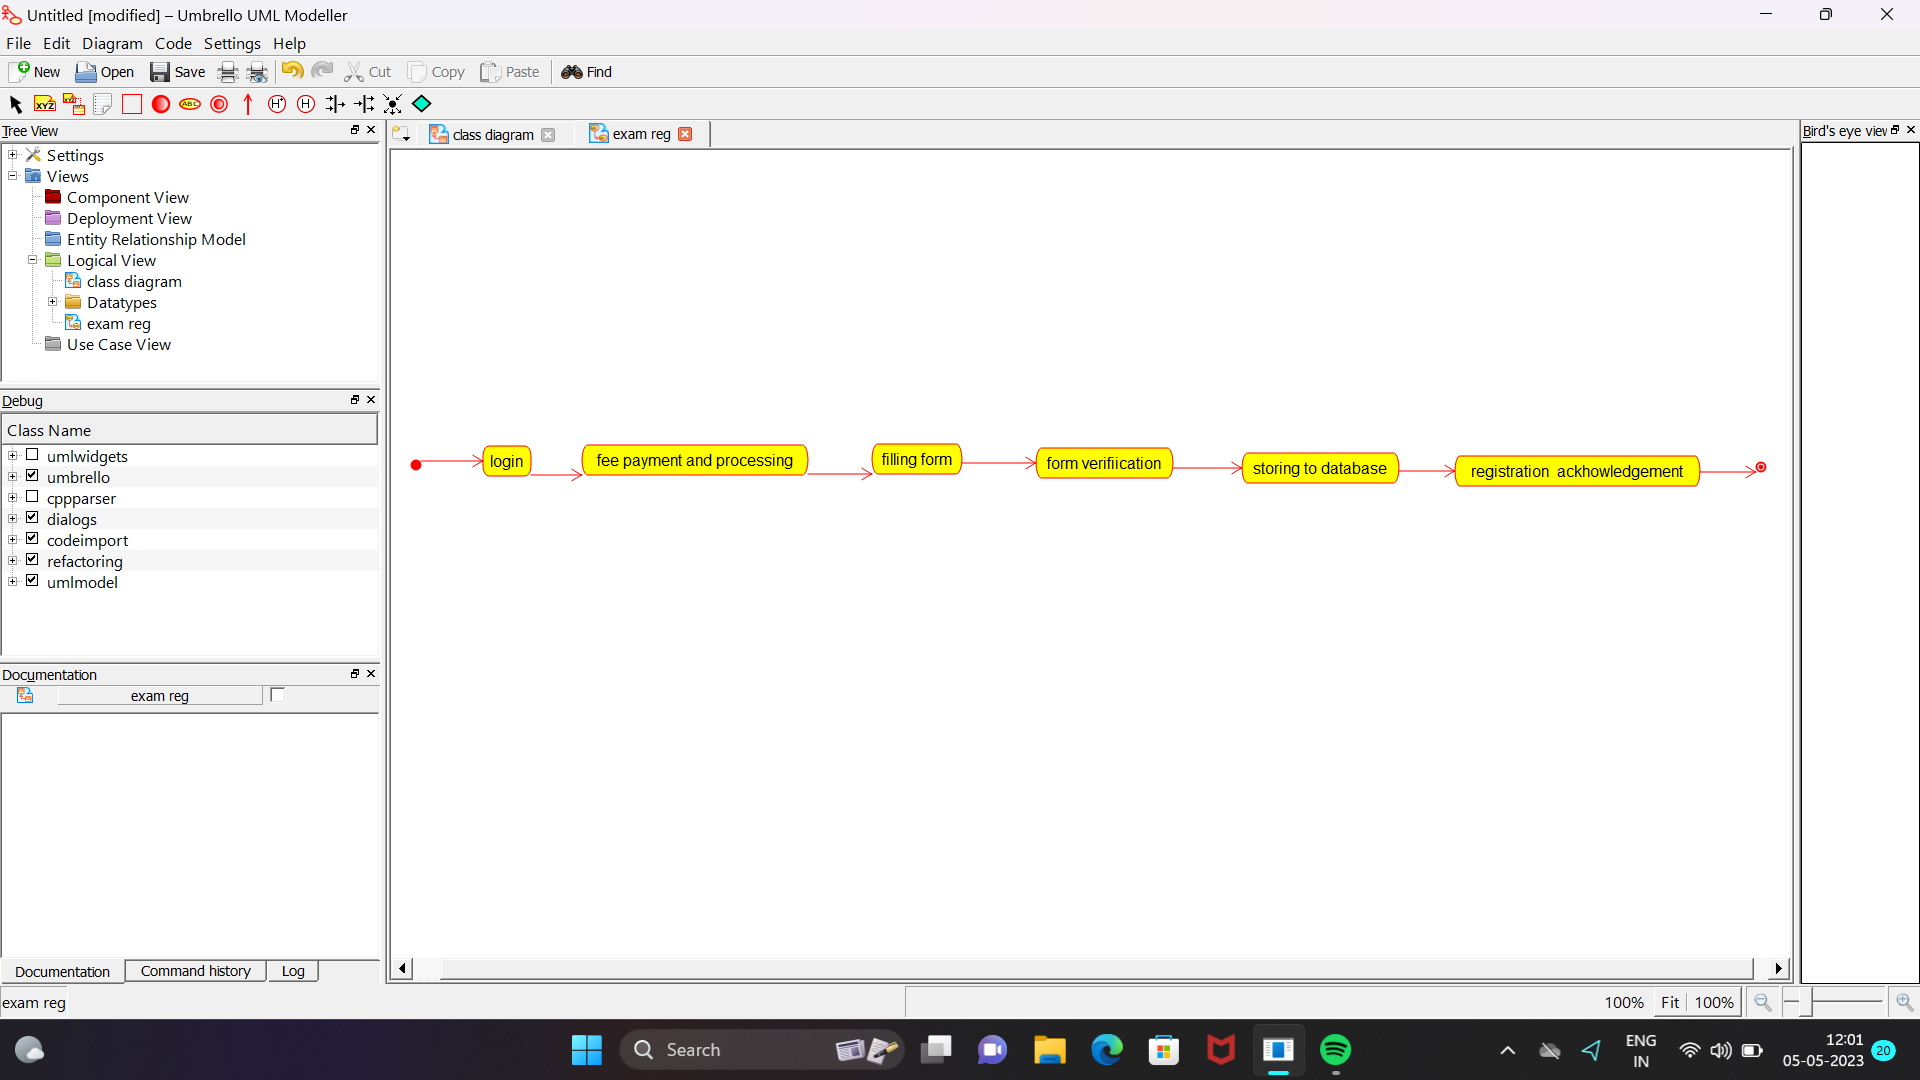 Untitled [modified] – Umbrello UML Modeller
File Edit Diagram Code Settings Help
New Open Save Cut Copy Paste Find
XYZ XYZ ABC H* H
Tree View
class diagram exam reg
Bird's eye view
Settings
Views
Component View
Deployment View
Entity Relationship Model
Logical View
class diagram
Datatypes
exam reg
Use Case View
Debug
Class Name
umlwidgets
umbrello
cppparser
dialogs
codeimport
refactoring
umlmodel
login fee payment and processing filling form form verifiication storing to database registration ackhowledgement
Documentation
exam reg
Documentation Command history Log
exam reg
100% Fit 100%
Search
ENG
IN
12:01
05-05-2023
20